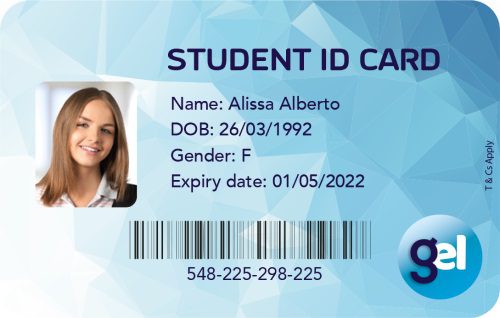 STUDENT ID CARD
Name: Alissa Alberto
DOB: 26/03/1992
Gender: F
Expiry date: 01/05/2022
T & Cs Apply
548-225-298-225
gel